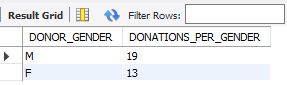 Result Grid Filter Rows:
DONOR_GENDER DONATIONS_PER_GENDER
M 19
F 13